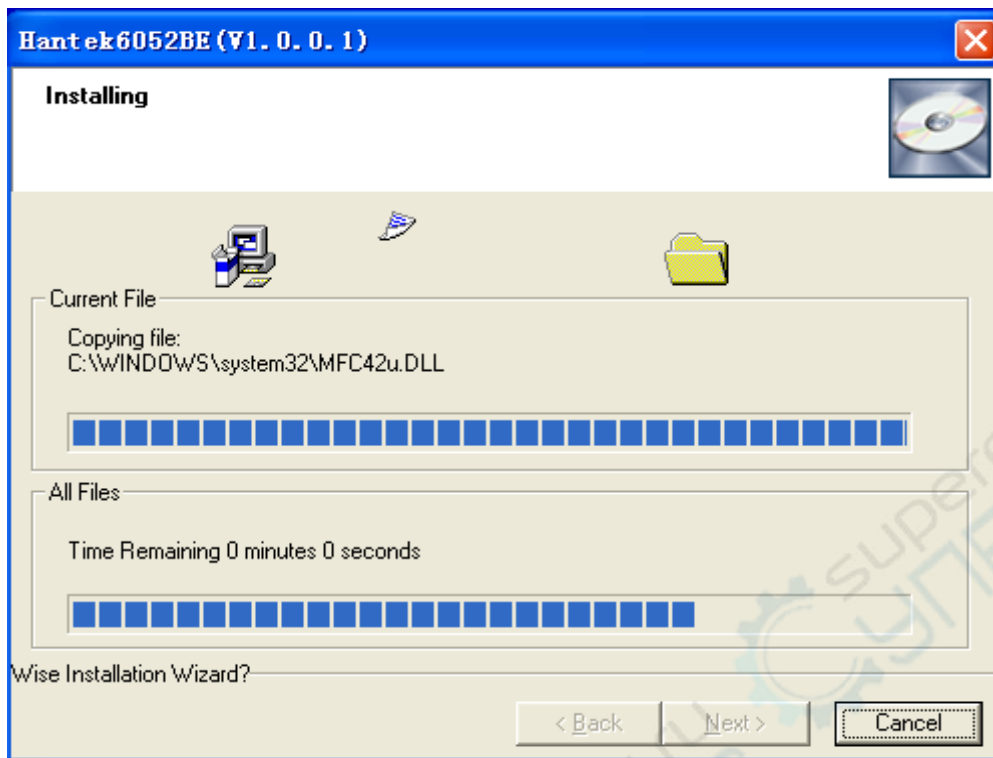 Hantek6052BE(V1.0.0.1)
Installing
Current File
Copying file:
C:\WINDOWS\system32\MFC42u.DLL
All Files
Time Remaining 0 minutes 0 seconds
Wise Installation Wizard?
< Back
Next >
Cancel